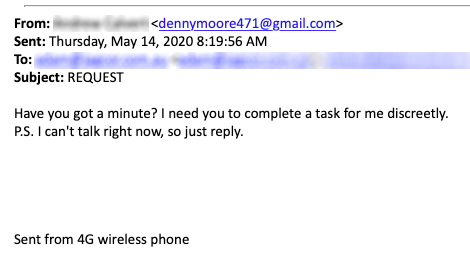 From: <dennymoore471@gmail.com>
Sent: Thursday, May 14, 2020 8:19:56 AM
To:
Subject: REQUEST
Have you got a minute? I need you to complete a task for me discreetly.
P.S. I can't talk right now, so just reply.
Sent from 4G wireless phone